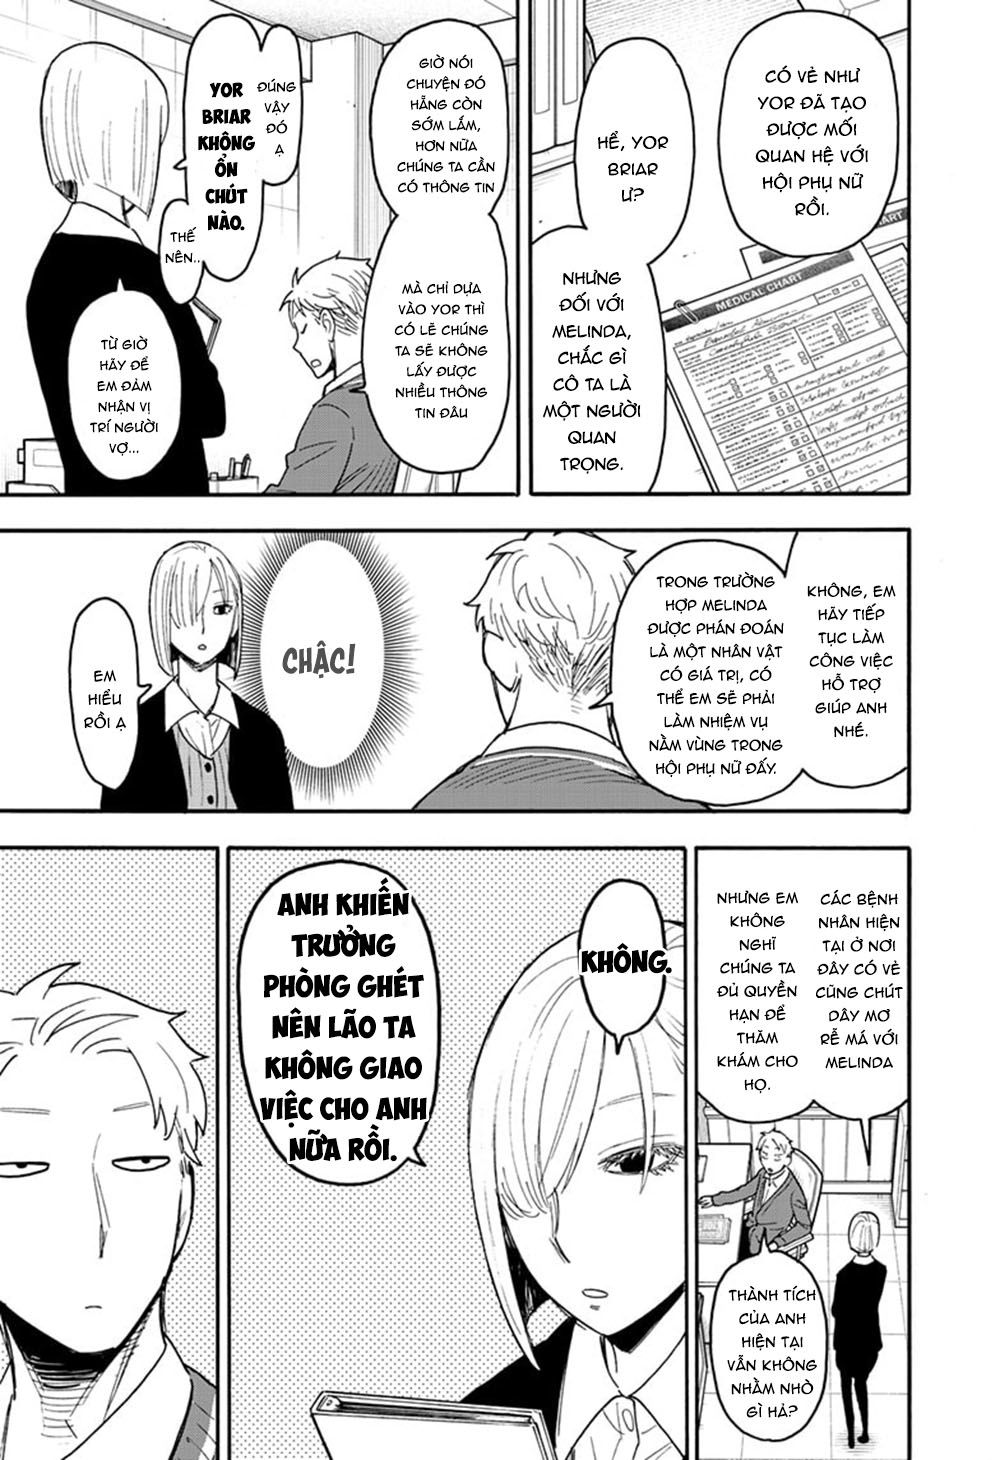 CÓ VẺ NHƯ
YOR ĐÃ TẠO
ĐƯỢC MỐI
QUAN HỆ VỚI
HỘI PHỤ NỮ
RỒI.
HỂ, YOR
BRIAR
Ư?
NHƯNG
ĐỐI VỚI
MELINDA,
CHẮC GÌ
CÔ TA LÀ
MỘT NGƯỜI
QUAN
TRỌNG.
MEDICAL CHART
CHART
GIỜ NÓI
CHUYỆN ĐÓ
HẴNG CÒN
SỚM LẮM,
HƠN NỮA
CHÚNG TA CẦN
CÓ THÔNG TIN
MÀ CHỈ DỰA
VÀO YOR THÌ
CÓ LẼ CHÚNG
TA SẼ KHÔNG
LẤY ĐƯỢC
NHIỀU THÔNG
TIN ĐÂU
ĐÚNG
VẬY
ĐÓ
Ạ
YOR
BRIAR
KHÔNG
ỔN
CHÚT
NÀO.
THẾ
NÊN..
TỪ GIỜ
HÃY ĐỂ
EM ĐẢM
NHẬN VỊ
TRÍ NGƯỜI
VỢ...
KHÔNG, EM
HÃY TIẾP
TỤC LÀM
CÔNG VIỆC
HỖ TRỢ
GIÚP ANH
NHÉ.
TRONG TRƯỜNG
HỢP MELINDA
ĐƯỢC PHÁN ĐOÁN
LÀ MỘT NHÂN VẬT
CÓ GIÁ TRỊ, CÓ
THỂ EM SẼ PHẢI
LÀM NHIỆM VỤ
NẰM VÙNG TRONG
HỘI PHỤ NỮ ĐẤY.
CHẬC!
EM
HIỂU
RỒI Ạ
CÁC BỆNH
NHÂN HIỆN
TẠI Ở NƠI
ĐÂY CÓ VẺ
CŨNG CHÚT
DÂY MƠ
RỄ MÁ VỚI
MELINDA
NHƯNG EM
KHÔNG
NGHĨ
CHÚNG TA
ĐỦ QUYỀN
HẠN ĐỂ
THĂM
KHÁM CHO
HỌ.
THÀNH TÍCH
CỦA ANH
HIỆN TẠI
VẪN KHÔNG
NHẰM NHÒ
GÌ HẢ?
KHÔNG.
ANH KHIẾN
TRƯỞNG
PHÒNG GHÉT
NÊN LÃO TA
KHÔNG GIAO
VIỆC CHO ANH
NỮA RỒI.